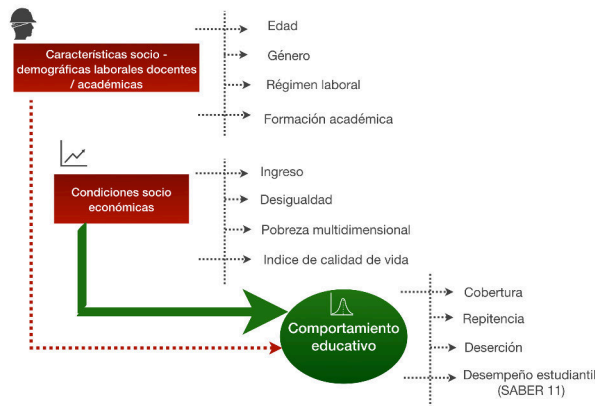 Edad
Características socio -
demográficas laborales docentes
/ académicas
Género
Régimen laboral
Formación académica
Condiciones socio
económicas
Ingreso
Desigualdad
Pobreza multidimensional
Indice de calidad de vida
Comportamiento
educativo
Cobertura
Repitencia
Deserción
Desempeño estudiantil
(SABER 11)